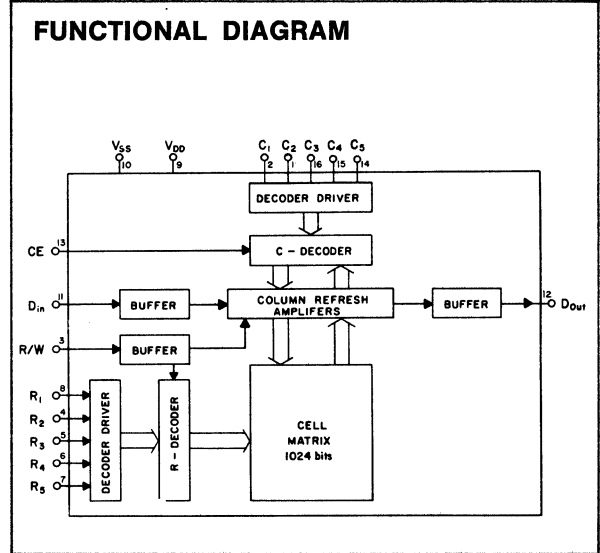 FUNCTIONAL DIAGRAM
VSS VDD C1 C2 C3 C4 C5
10 9 2 1 16 15 14
DECODER DRIVER
CE 13
C - DECODER
Din 11
BUFFER
COLUMN REFRESH
AMPLIFERS
BUFFER
12 DOut
R/W 3
BUFFER
R1 8
R2 4
R3 5
R4 6
R5 7
DECODER DRIVER
R - DECODER
CELL
MATRIX
1024 bits